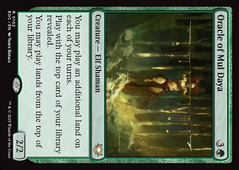 Oracle of Mul Daya 3
Creature — Elf Shaman
You may play an additional land on
each of your turns.
Play with the top card of your library
revealed.
You may play lands from the top of
your library.
2/2